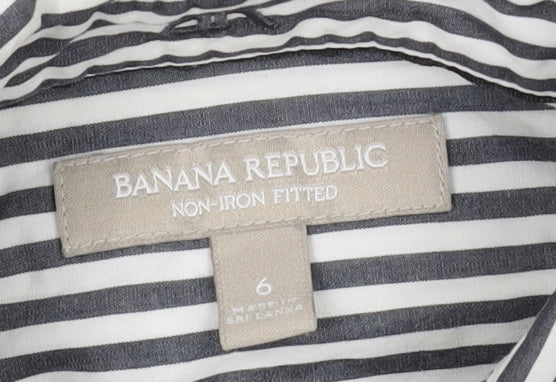 BANANA REPUBLIC
NON-IRON FITTED
6
MADE IN
SRI LANKA